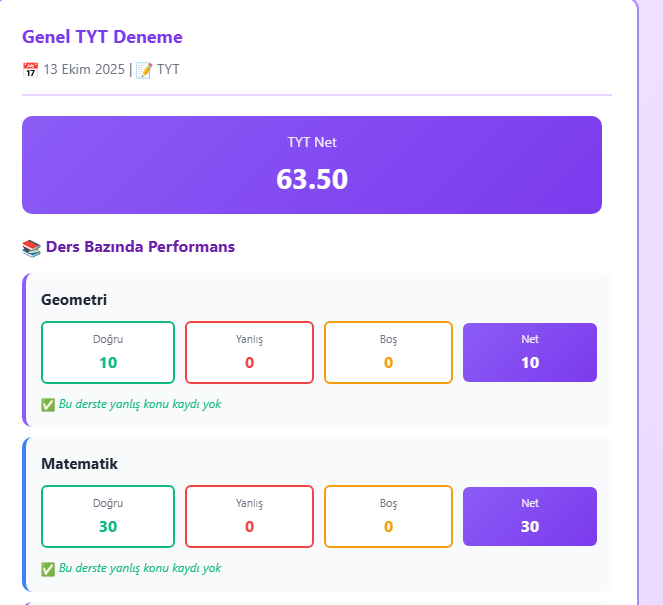 Genel TYT Deneme
📅 13 Ekim 2025 | 📝 TYT
TYT Net
63.50
📚 Ders Bazında Performans
Geometri
Doğru Yanlış Boş Net
10 0 0 10
✅ Bu derste yanlış konu kaydı yok
Matematik
Doğru Yanlış Boş Net
30 0 0 30
✅ Bu derste yanlış konu kaydı yok